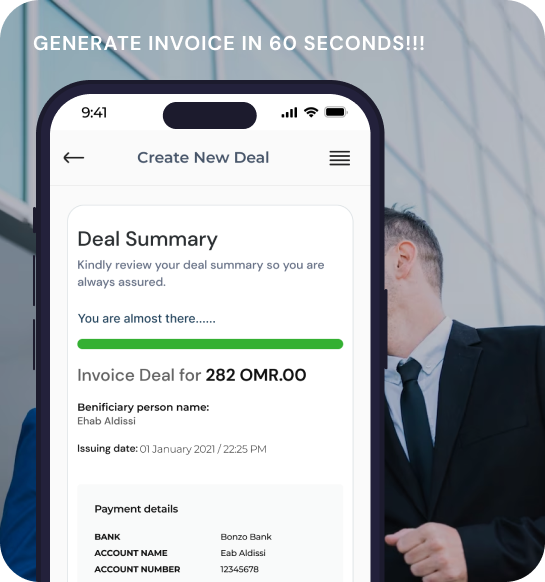 GENERATE INVOICE IN 60 SECONDS!!!
9:41
Create New Deal
Deal Summary
Kindly review your deal summary so you are
always assured.
You are almost there......
Invoice Deal for 282 OMR.00
Benificiary person name:
Ehab Aldissi
Issuing date: 01 January 2021 / 22:25 PM
Payment details
BANK Bonzo Bank
ACCOUNT NAME Eab Aldissi
ACCOUNT NUMBER 12345678